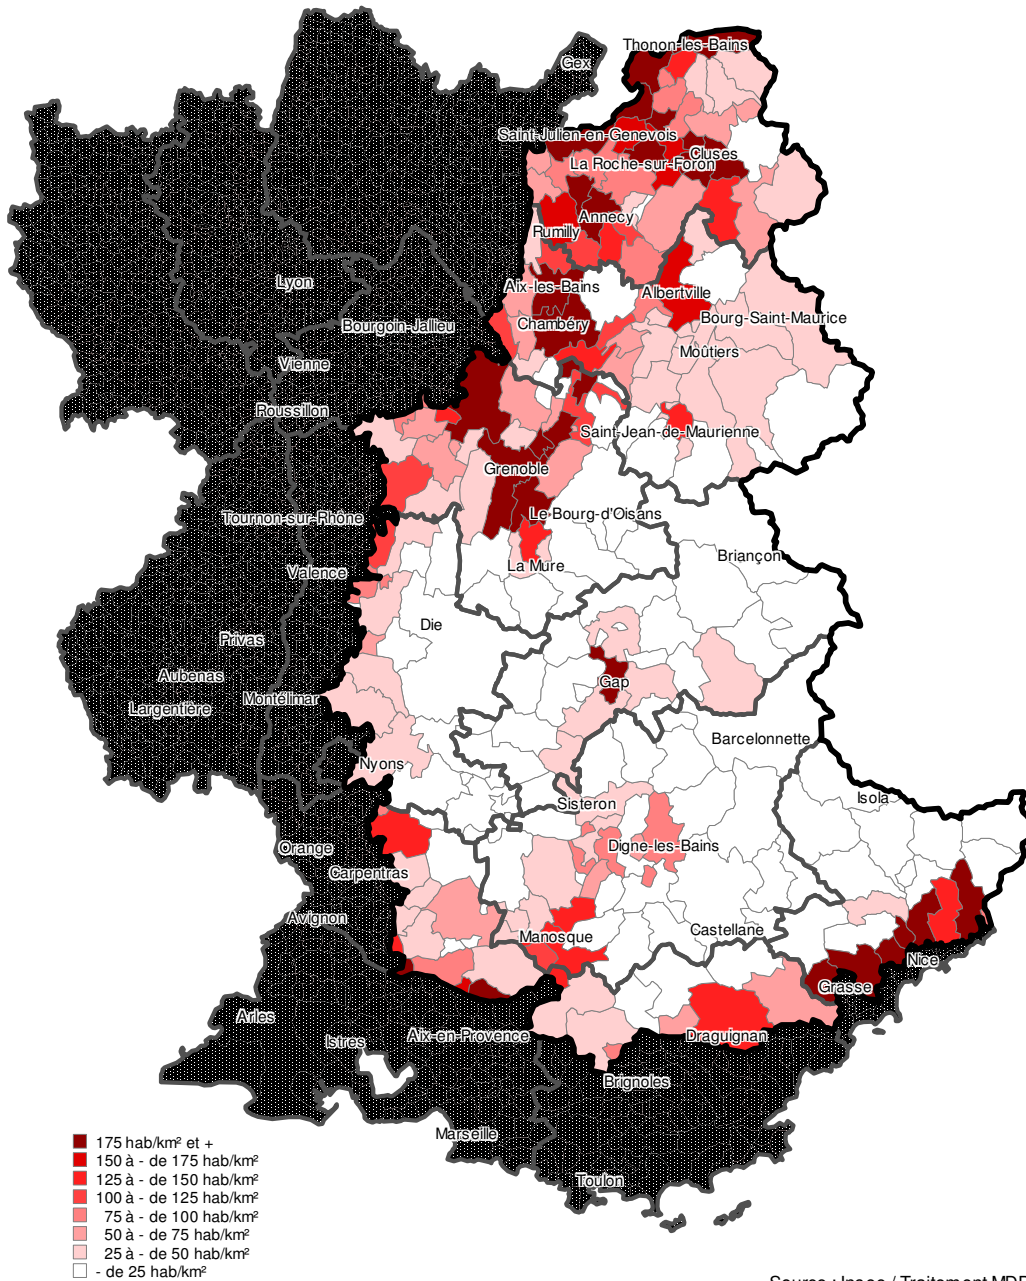 Thonon-les-Bains
Gex
Saint-Julien-en-Genevois
Cluses
La Roche-sur-Foron
Annecy
Rumilly
Lyon
Aix-les-Bains
Albertville
Bourg-Saint-Maurice
Bourgoin-Jallieu
Chambéry
Moûtiers
Vienne
Roussillon
Saint-Jean-de-Maurienne
Grenoble
Tournon-sur-Rhône
Le Bourg-d'Oisans
Briançon
La Mure
Valence
Die
Privas
Aubenas
Gap
Montélimar
Largentière
Barcelonnette
Nyons
Isola
Sisteron
Orange
Digne-les-Bains
Carpentras
Avignon
Castellane
Manosque
Nice
Grasse
Arles
Istres
Aix-en-Provence
Draguignan
Brignoles
Marseille
Toulon
175 hab/km² et +
150 à - de 175 hab/km²
125 à - de 150 hab/km²
100 à - de 125 hab/km²
75 à - de 100 hab/km²
50 à - de 75 hab/km²
25 à - de 50 hab/km²
- de 25 hab/km²